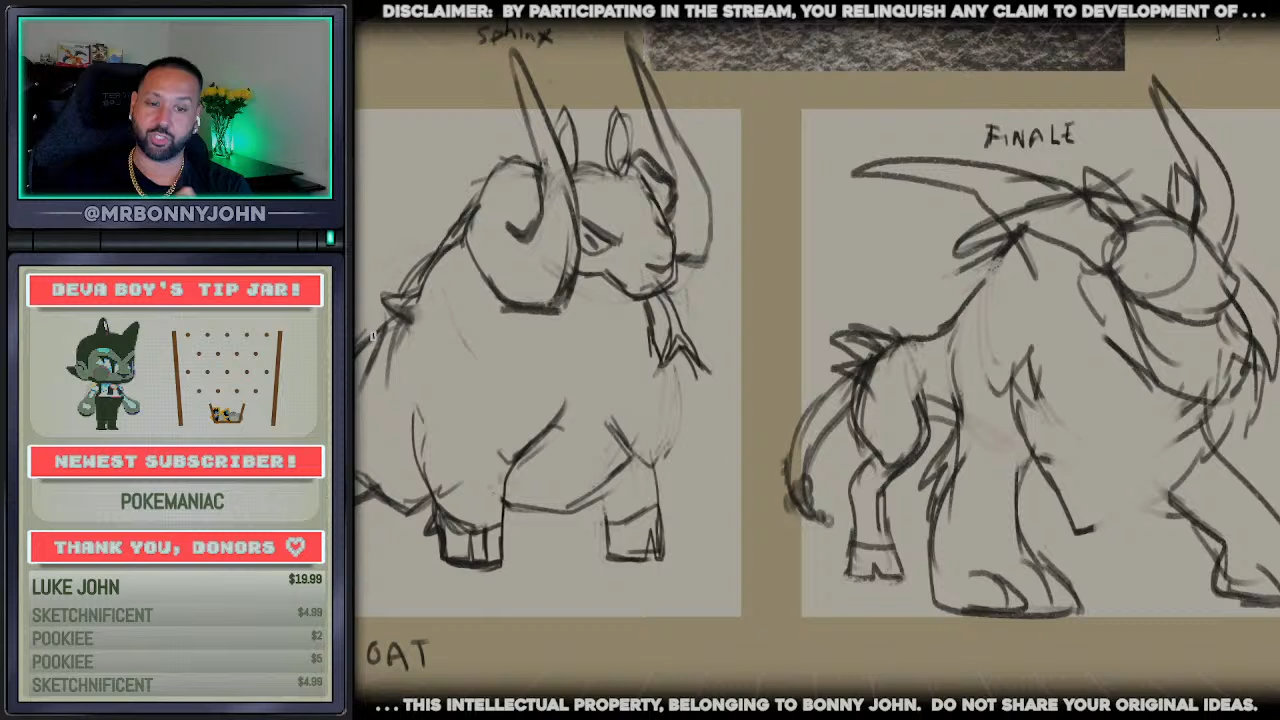 DISCLAIMER: BY PARTICIPATING IN THE STREAM, YOU RELINQUISH ANY CLAIM TO DEVELOPMENT OF . . .
Sphinx
FINALE
@MRBONNYJOHN
DEVA BOY'S TIP JAR!
NEWEST SUBSCRIBER!
POKEMANIAC
THANK YOU, DONORS ♡
LUKE JOHN $19.99
SKETCHNIFICENT $4.99
POOKIEE $2
POOKIEE $5
SKETCHNIFICENT $4.99
OAT
. . . THIS INTELLECTUAL PROPERTY, BELONGING TO BONNY JOHN. DO NOT SHARE YOUR ORIGINAL IDEAS.